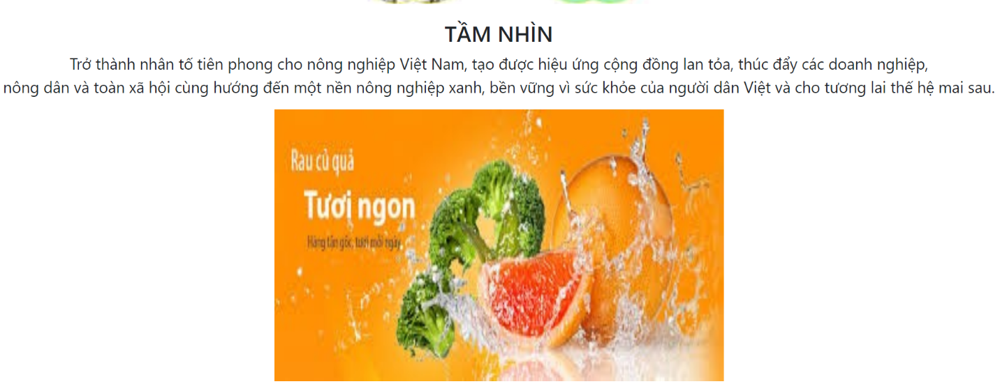 TẦM NHÌN
Trở thành nhân tố tiên phong cho nông nghiệp Việt Nam, tạo được hiệu ứng cộng đồng lan tỏa, thúc đẩy các doanh nghiệp,
nông dân và toàn xã hội cùng hướng đến một nền nông nghiệp xanh, bền vững vì sức khỏe của người dân Việt và cho tương lai thế hệ mai sau.
Rau củ quả
Tươi ngon
Hàng tận gốc, tươi mỗi ngày